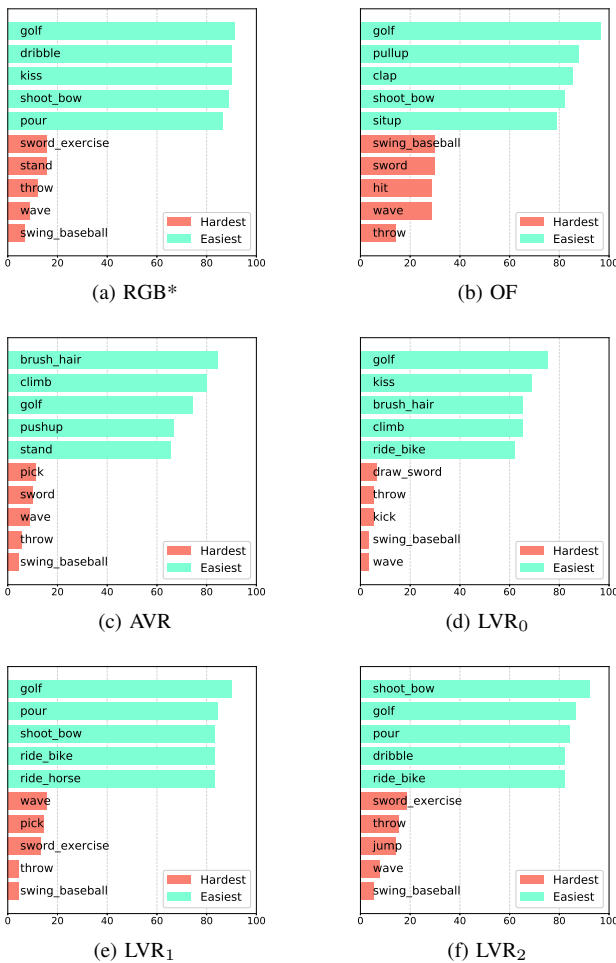 golf
dribble
kiss
shoot_bow
pour
sword_exercise
stand
throw
wave
swing_baseball
Hardest
Easiest
0 20 40 60 80 100
(a) RGB*
golf
pullup
clap
shoot_bow
situp
swing_baseball
sword
hit
wave
throw
Hardest
Easiest
0 20 40 60 80 100
(b) OF
brush_hair
climb
golf
pushup
stand
pick
sword
wave
throw
swing_baseball
Hardest
Easiest
0 20 40 60 80 100
(c) AVR
golf
kiss
brush_hair
climb
ride_bike
draw_sword
throw
kick
swing_baseball
wave
Hardest
Easiest
0 20 40 60 80 100
(d) LVR₀
golf
pour
shoot_bow
ride_bike
ride_horse
wave
pick
sword_exercise
throw
swing_baseball
Hardest
Easiest
0 20 40 60 80 100
(e) LVR₁
shoot_bow
golf
pour
dribble
ride_bike
sword_exercise
throw
jump
wave
swing_baseball
Hardest
Easiest
0 20 40 60 80 100
(f) LVR₂